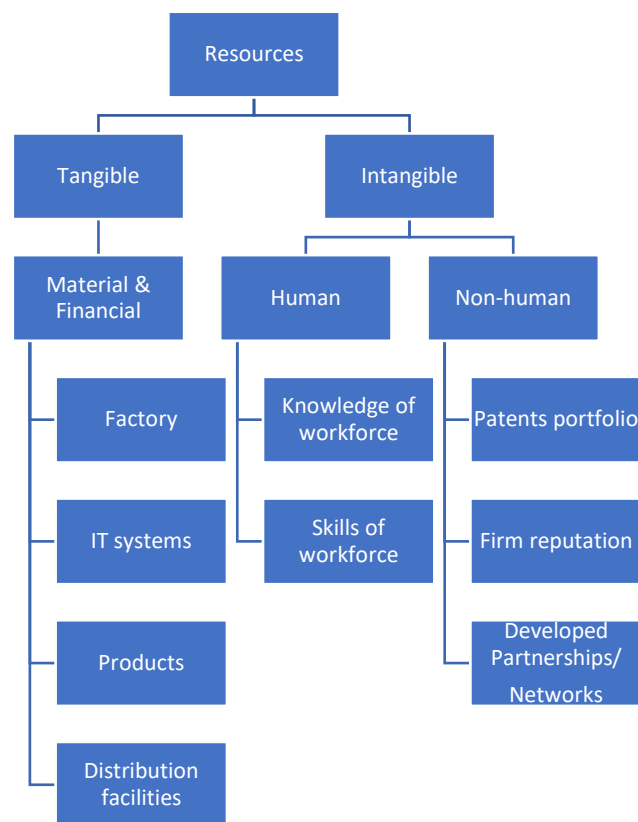 Resources
Tangible
Intangible
Material &
Financial
Human
Non-human
Factory
Knowledge of
workforce
Patents portfolio
IT systems
Skills of
workforce
Firm reputation
Products
Developed
Partnerships/
Networks
Distribution
facilities